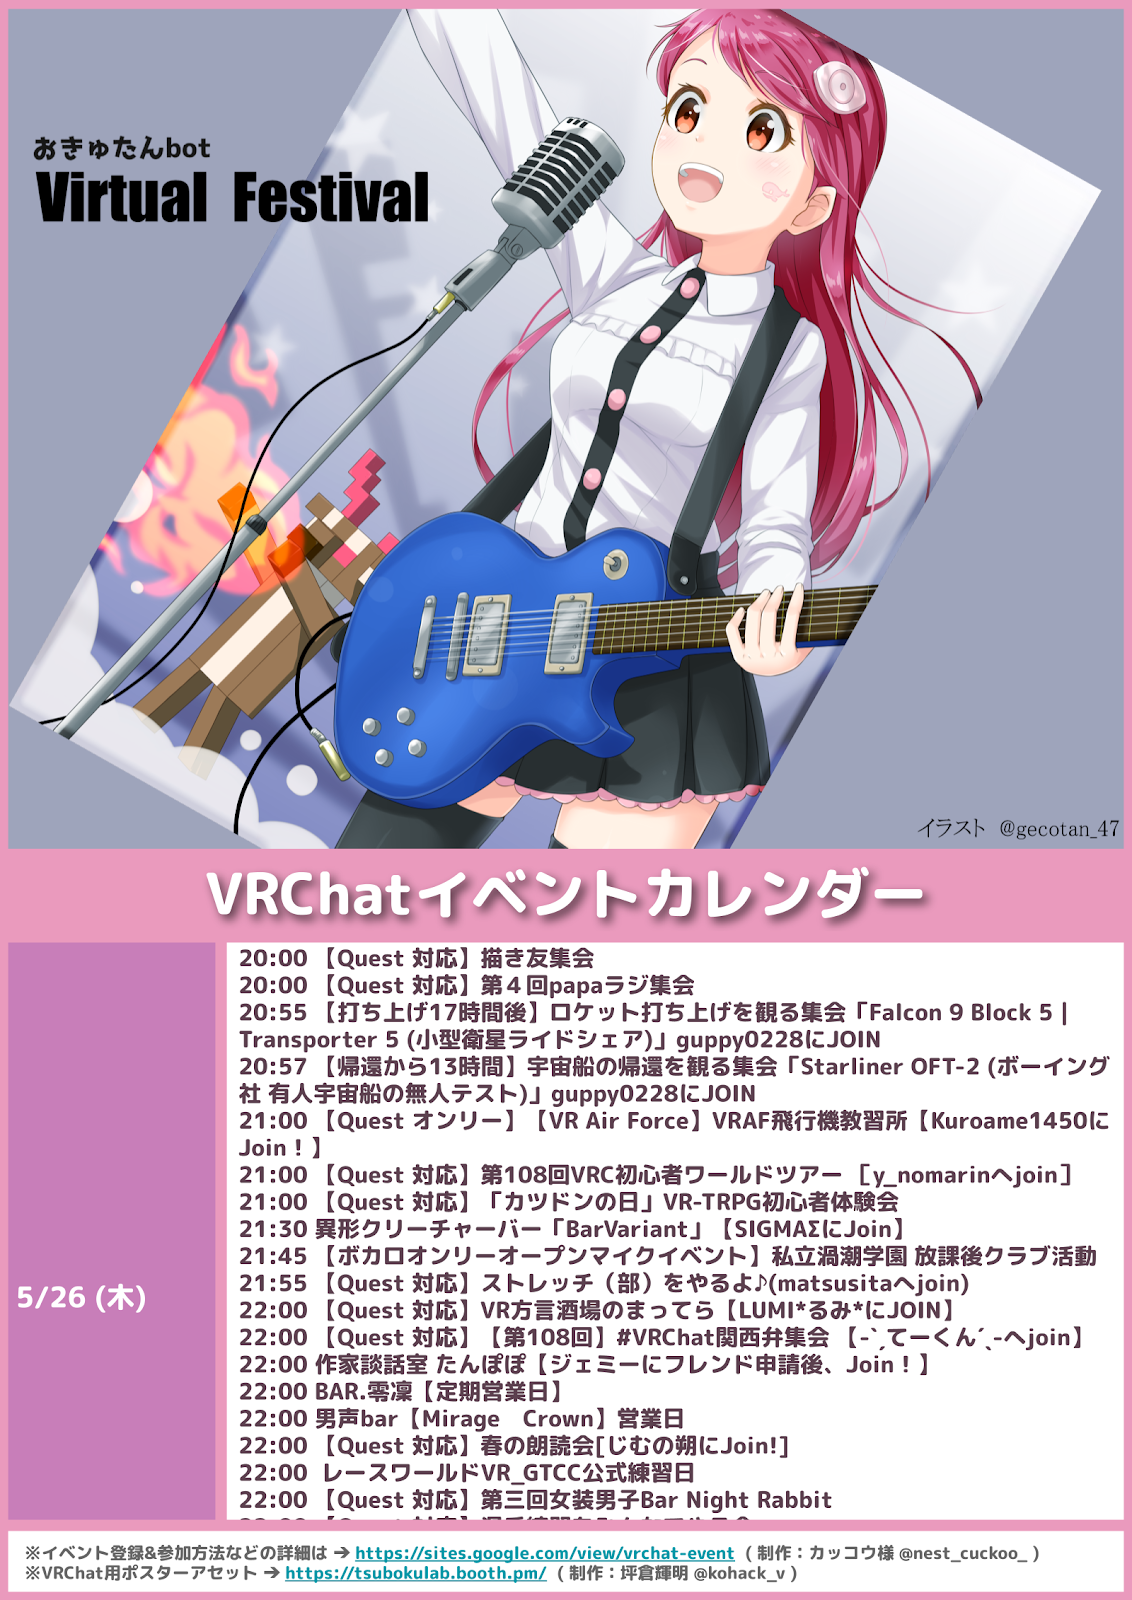 おきゅたんbot
Virtual Festival
イラスト @gecotan_47
VRChatイベントカレンダー
5/26 (木)
20:00 【Quest 対応】描き友集会
20:00 【Quest 対応】第４回papaラジ集会
20:55 【打ち上げ17時間後】ロケット打ち上げを観る集会「Falcon 9 Block 5 |
Transporter 5 (小型衛星ライドシェア)」guppy0228にJOIN
20:57 【帰還から13時間】宇宙船の帰還を観る集会「Starliner OFT-2 (ボーイング
社 有人宇宙船の無人テスト)」guppy0228にJOIN
21:00 【Quest オンリー】【VR Air Force】VRAF飛行機教習所【Kuroame1450に
Join！】
21:00 【Quest 対応】第108回VRC初心者ワールドツアー ［y_nomarinへjoin］
21:00 【Quest 対応】「カツドンの日」VR-TRPG初心者体験会
21:30 異形クリーチャーバー「BarVariant」【SIGMAΣにJoin】
21:45 【ボカロオンリーオープンマイクイベント】私立渦潮学園 放課後クラブ活動
21:55 【Quest 対応】ストレッチ（部）をやるよ♪(matsusitaへjoin)
22:00 【Quest 対応】VR方言酒場のまってら【LUMI*るみ*にJOIN】
22:00 【Quest 対応】【第108回】#VRChat関西弁集会 【-`ˏてーくん´ˎ-へjoin】
22:00 作家談話室 たんぽぽ【ジェミーにフレンド申請後、Join！】
22:00 BAR.零凜【定期営業日】
22:00 男声bar【Mirage　Crown】営業日
22:00 【Quest 対応】春の朗読会[じむの朔にJoin!]
22:00 レースワールドVR_GTCC公式練習日
22:00 【Quest 対応】第三回女装男子Bar Night Rabbit
※イベント登録&参加方法などの詳細は ➔ https://sites.google.com/view/vrchat-event ( 制作：カッコウ様 @nest_cuckoo_ )
※VRChat用ポスターアセット ➔ https://tsubokulab.booth.pm/ ( 制作：坪倉輝明 @kohack_v )